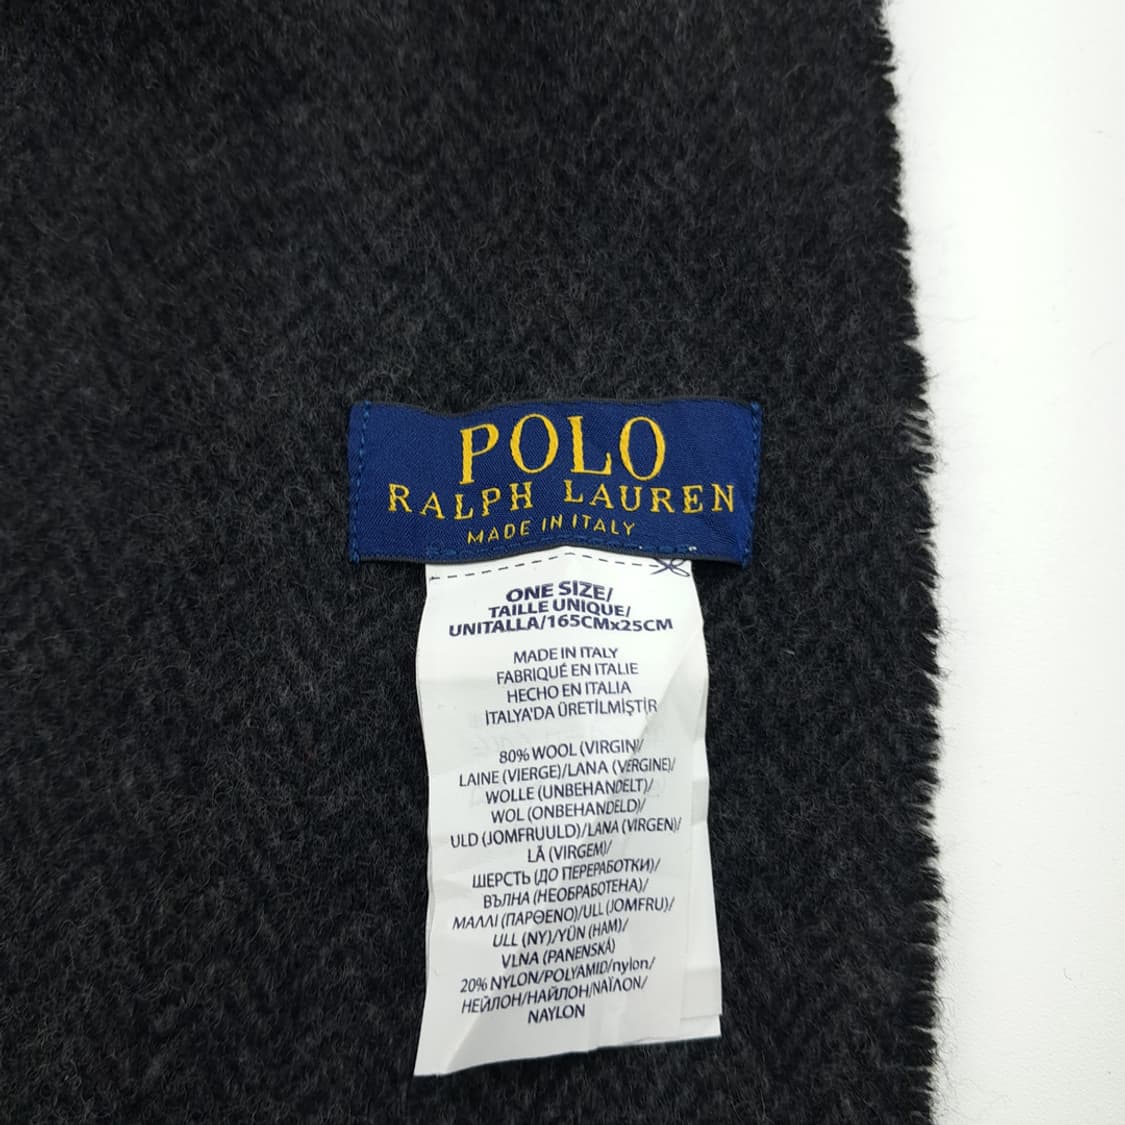 POLO
RALPH LAUREN
MADE IN ITALY
ONE SIZE/
TAILLE UNIQUE/
UNITALLA/165CMx25CM
MADE IN ITALY
FABRIQUÉ EN ITALIE
HECHO EN ITALIA
İTALYA'DA ÜRETİLMİŞTİR
80% WOOL (VIRGIN)/
LAINE (VIERGE)/LANA (VERGINE)/
WOLLE (UNBEHANDELT)/
WOL (ONBEHANDELD)/
ULD (JOMFRUULD)/LANA (VIRGEN)/
LÃ (VIRGEM)/
ШЕРСТЬ (ДО ПЕРЕРАБОТКИ)/
ВЪЛНА (НЕОБРАБОТЕНА)/
ΜΑΛΛΙ (ΠΑΡΘΕΝΟ)/ULL (JOMFRU)/
ULL (NY)/YÜN (HAM)/
VLNA (PANENSKÁ)
20% NYLON/POLYAMID/nylon/
НЕЙЛОН/НАЙЛОН/ΝΑΪΛΟΝ/
NAYLON